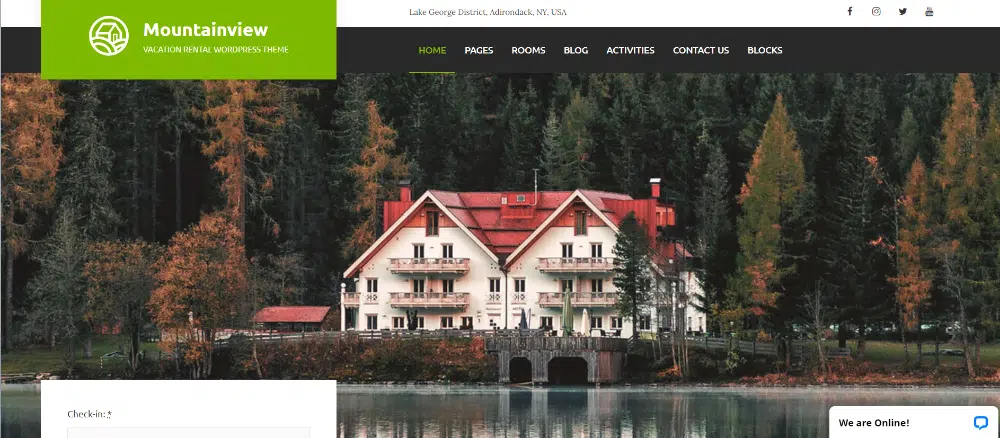 Lake George District, Adirondack, NY, USA
Mountainview
VACATION RENTAL WORDPRESS THEME
HOME PAGES ROOMS BLOG ACTIVITIES CONTACT US BLOCKS
Check-in: *
We are Online!